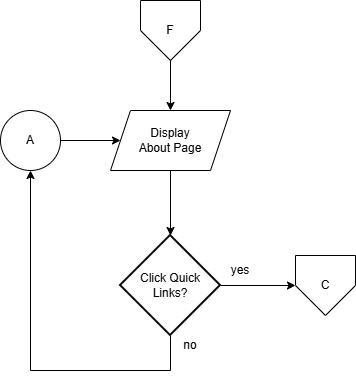 F
A
Display
About Page
Click Quick
Links?
yes
C
no